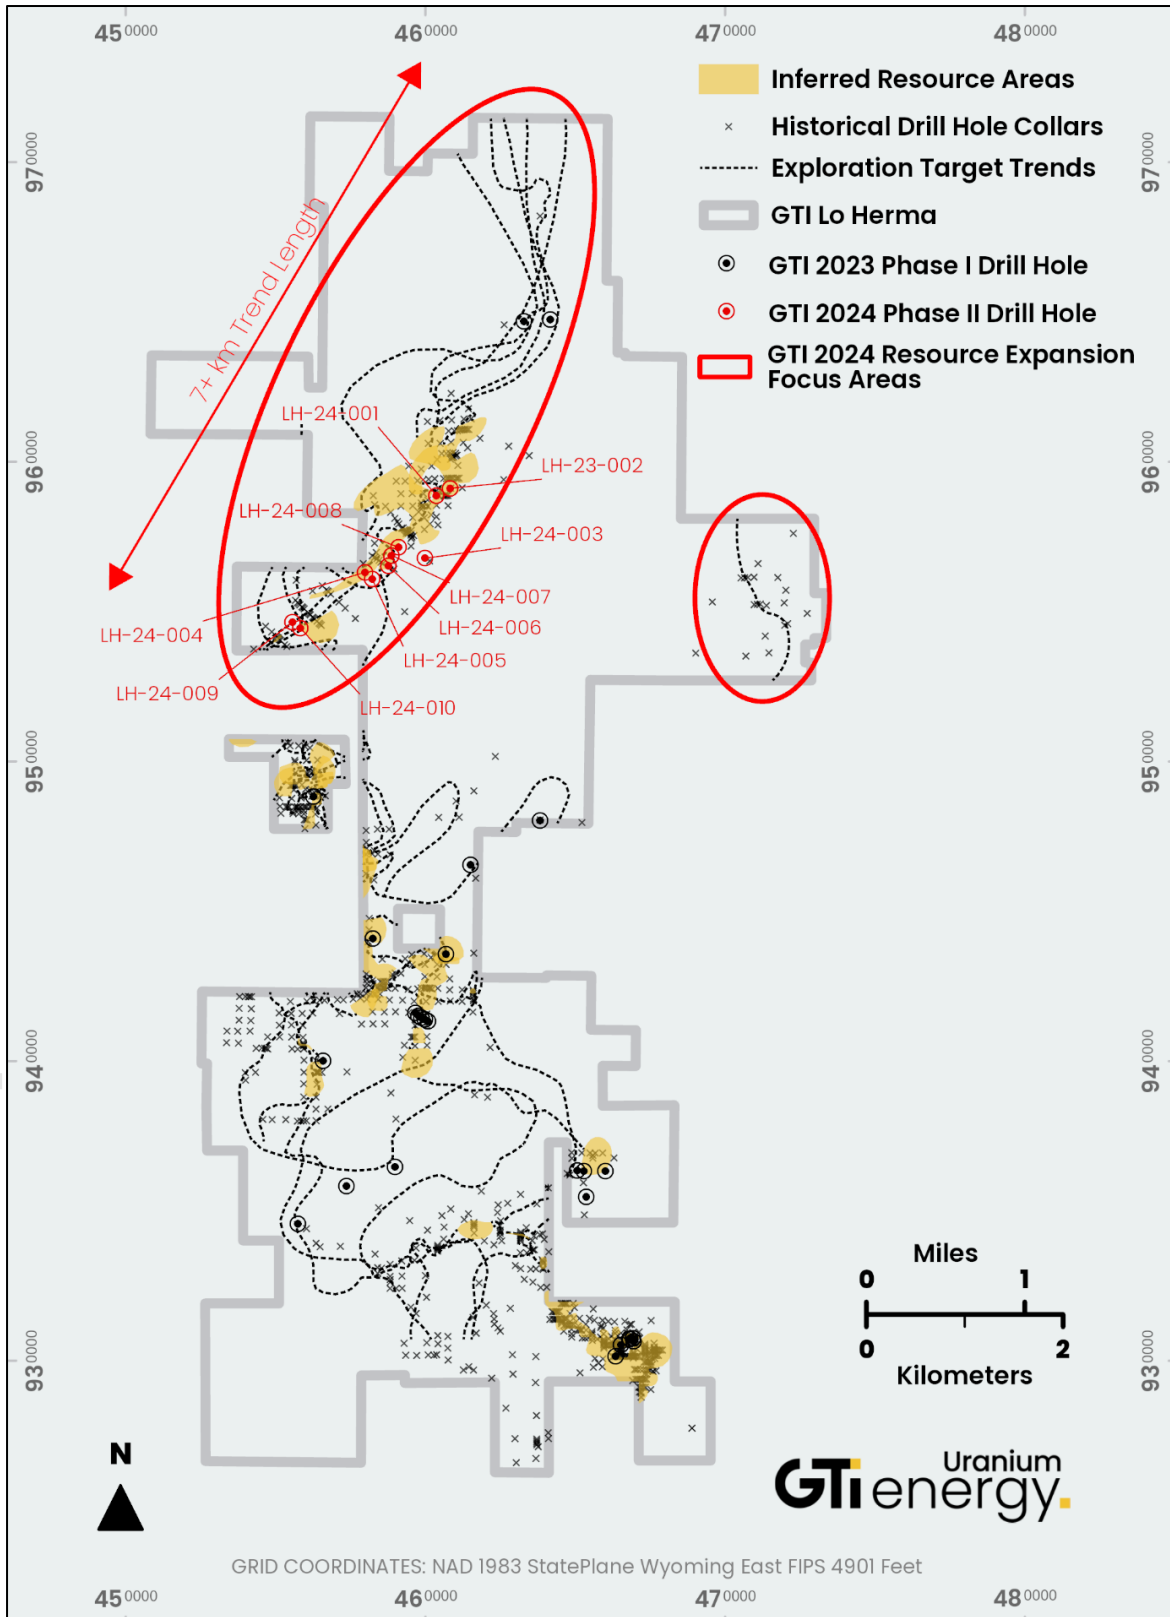 450000 460000 470000 480000
Inferred Resource Areas
Historical Drill Hole Collars
Exploration Target Trends
GTI Lo Herma
GTI 2023 Phase I Drill Hole
GTI 2024 Phase II Drill Hole
GTI 2024 Resource Expansion
Focus Areas
970000
970000
7+ km Trend Length
LH-24-001
960000
960000
LH-23-002
LH-24-008
LH-24-003
LH-24-007
LH-24-004
LH-24-006
LH-24-005
LH-24-009
LH-24-010
950000
950000
940000
940000
Miles
0 1
0 2
Kilometers
930000
930000
N
GTi energy.
Uranium
GRID COORDINATES: NAD 1983 StatePlane Wyoming East FIPS 4901 Feet
450000 460000 470000 480000